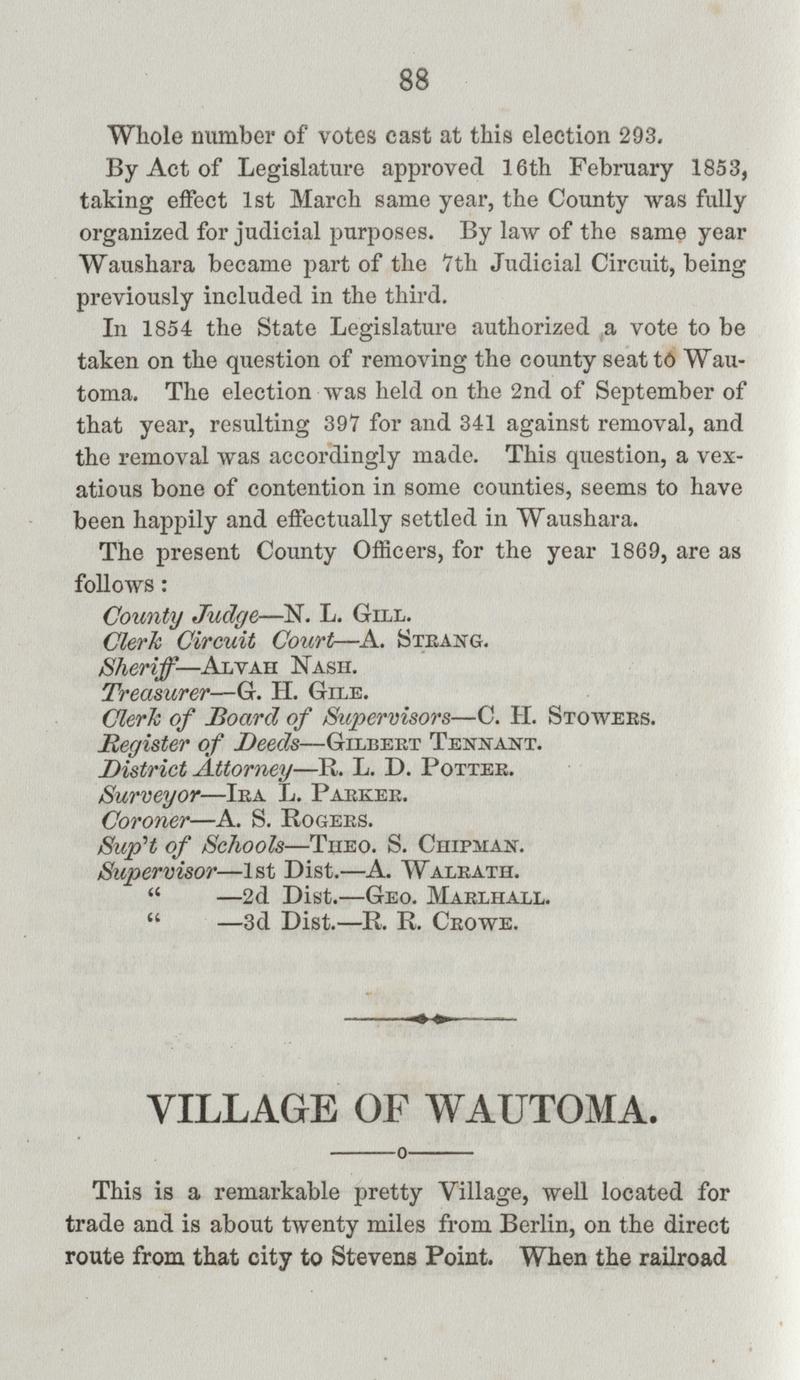 88
Whole number of votes cast at this election 293.
By Act of Legislature approved 16th February 1853,
taking effect 1st March same year, the County was fully
organized for judicial purposes. By law of the same year
Waushara became part of the 7th Judicial Circuit, being
previously included in the third.
In 1854 the State Legislature authorized a vote to be
taken on the question of removing the county seat to Wau-
toma. The election was held on the 2nd of September of
that year, resulting 397 for and 341 against removal, and
the removal was accordingly made. This question, a vex-
atious bone of contention in some counties, seems to have
been happily and effectually settled in Waushara.
The present County Officers, for the year 1869, are as
follows:
County Judge—N. L. GILL.
Clerk Circuit Court—A. STRANG.
Sheriff—ALVAH NASH.
Treasurer—G. H. GILE.
Clerk of Board of Supervisors—C. H. STOWERS.
Register of Deeds—GILBERT TENNANT.
District Attorney—R. L. D. POTTER.
Surveyor—IRA L. PARKER.
Coroner—A. S. ROGERS.
Sup't of Schools—THEO. S. CHIPMAN.
Supervisor—1st Dist.—A. WALRATH.
“ —2d Dist.—GEO. MARLHALL.
“ —3d Dist.—R. R. CROWE.
VILLAGE OF WAUTOMA.
——o——
This is a remarkable pretty Village, well located for
trade and is about twenty miles from Berlin, on the direct
route from that city to Stevens Point. When the railroad